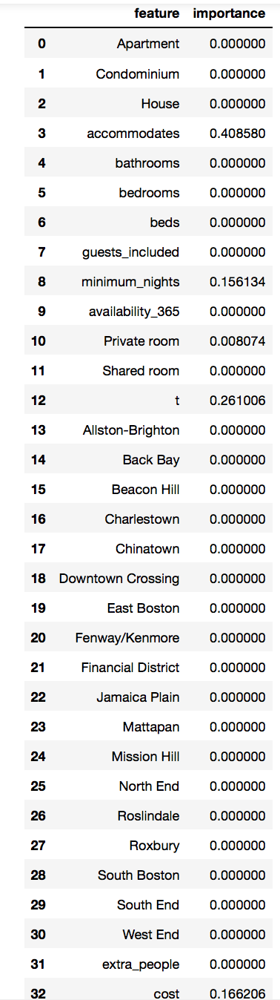 feature importance
0 Apartment 0.000000
1 Condominium 0.000000
2 House 0.000000
3 accommodates 0.408580
4 bathrooms 0.000000
5 bedrooms 0.000000
6 beds 0.000000
7 guests_included 0.000000
8 minimum_nights 0.156134
9 availability_365 0.000000
10 Private room 0.008074
11 Shared room 0.000000
12 t 0.261006
13 Allston-Brighton 0.000000
14 Back Bay 0.000000
15 Beacon Hill 0.000000
16 Charlestown 0.000000
17 Chinatown 0.000000
18 Downtown Crossing 0.000000
19 East Boston 0.000000
20 Fenway/Kenmore 0.000000
21 Financial District 0.000000
22 Jamaica Plain 0.000000
23 Mattapan 0.000000
24 Mission Hill 0.000000
25 North End 0.000000
26 Roslindale 0.000000
27 Roxbury 0.000000
28 South Boston 0.000000
29 South End 0.000000
30 West End 0.000000
31 extra_people 0.000000
32 cost 0.166206